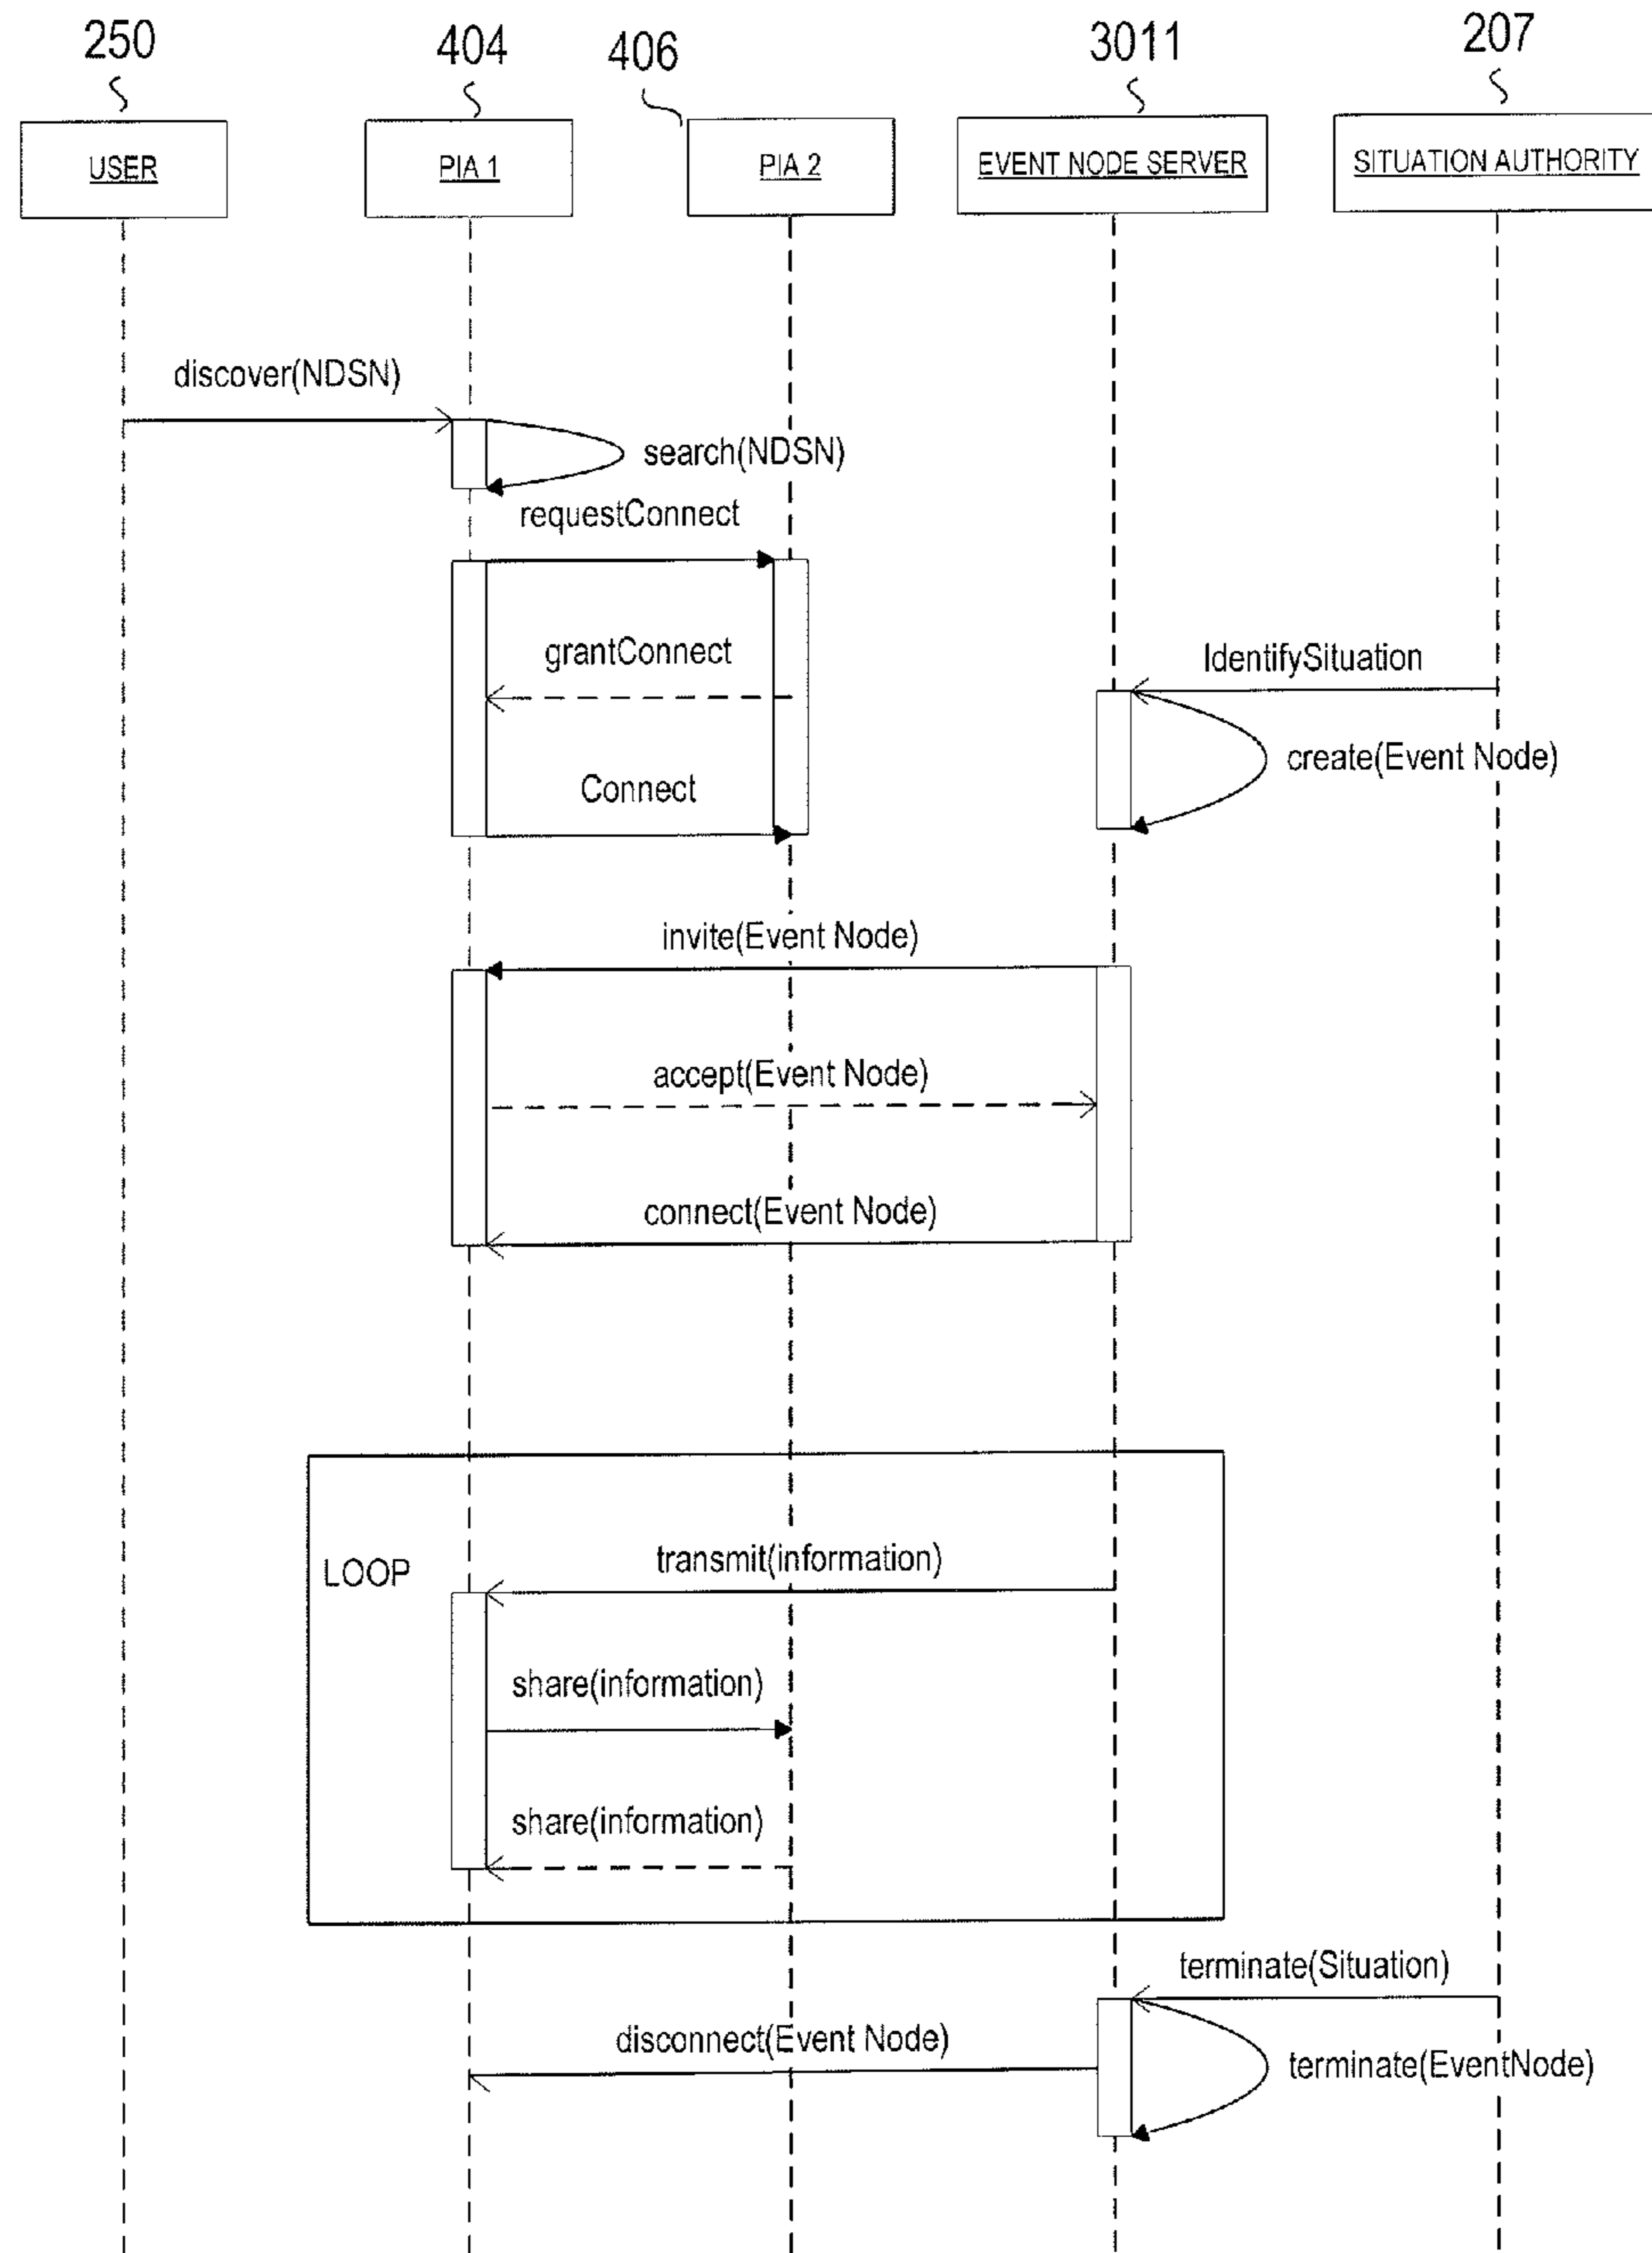 250
404
406
3011
207
USER
PIA 1
PIA 2
EVENT NODE SERVER
SITUATION AUTHORITY
discover(NDSN)
search(NDSN)
requestConnect
grantConnect
IdentifySituation
create(Event Node)
Connect
invite(Event Node)
accept(Event Node)
connect(Event Node)
LOOP
transmit(information)
share(information)
share(information)
terminate(Situation)
disconnect(Event Node)
terminate(EventNode)